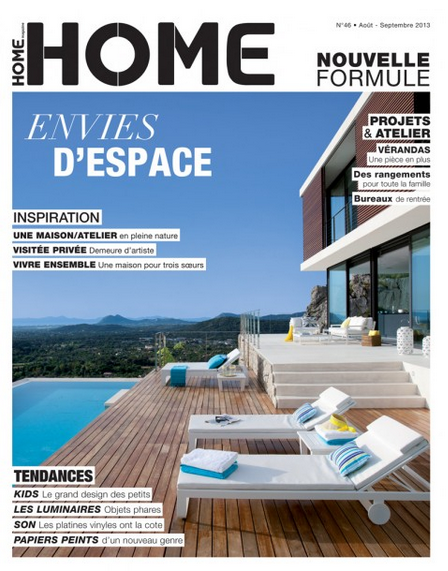 HOME magazine
HOME
N°46 • Août - Septembre 2013
NOUVELLE
FORMULE
ENVIES
D'ESPACE
PROJETS
& ATELIER
VÉRANDAS
Une pièce en plus
Des rangements
pour toute la famille
Bureaux de rentrée
INSPIRATION
UNE MAISON/ATELIER en pleine nature
VISITÉE PRIVÉE Demeure d'artiste
VIVRE ENSEMBLE Une maison pour trois sœurs
TENDANCES
KIDS Le grand design des petits
LES LUMINAIRES Objets phares
SON Les platines vinyles ont la cote
PAPIERS PEINTS d'un nouveau genre